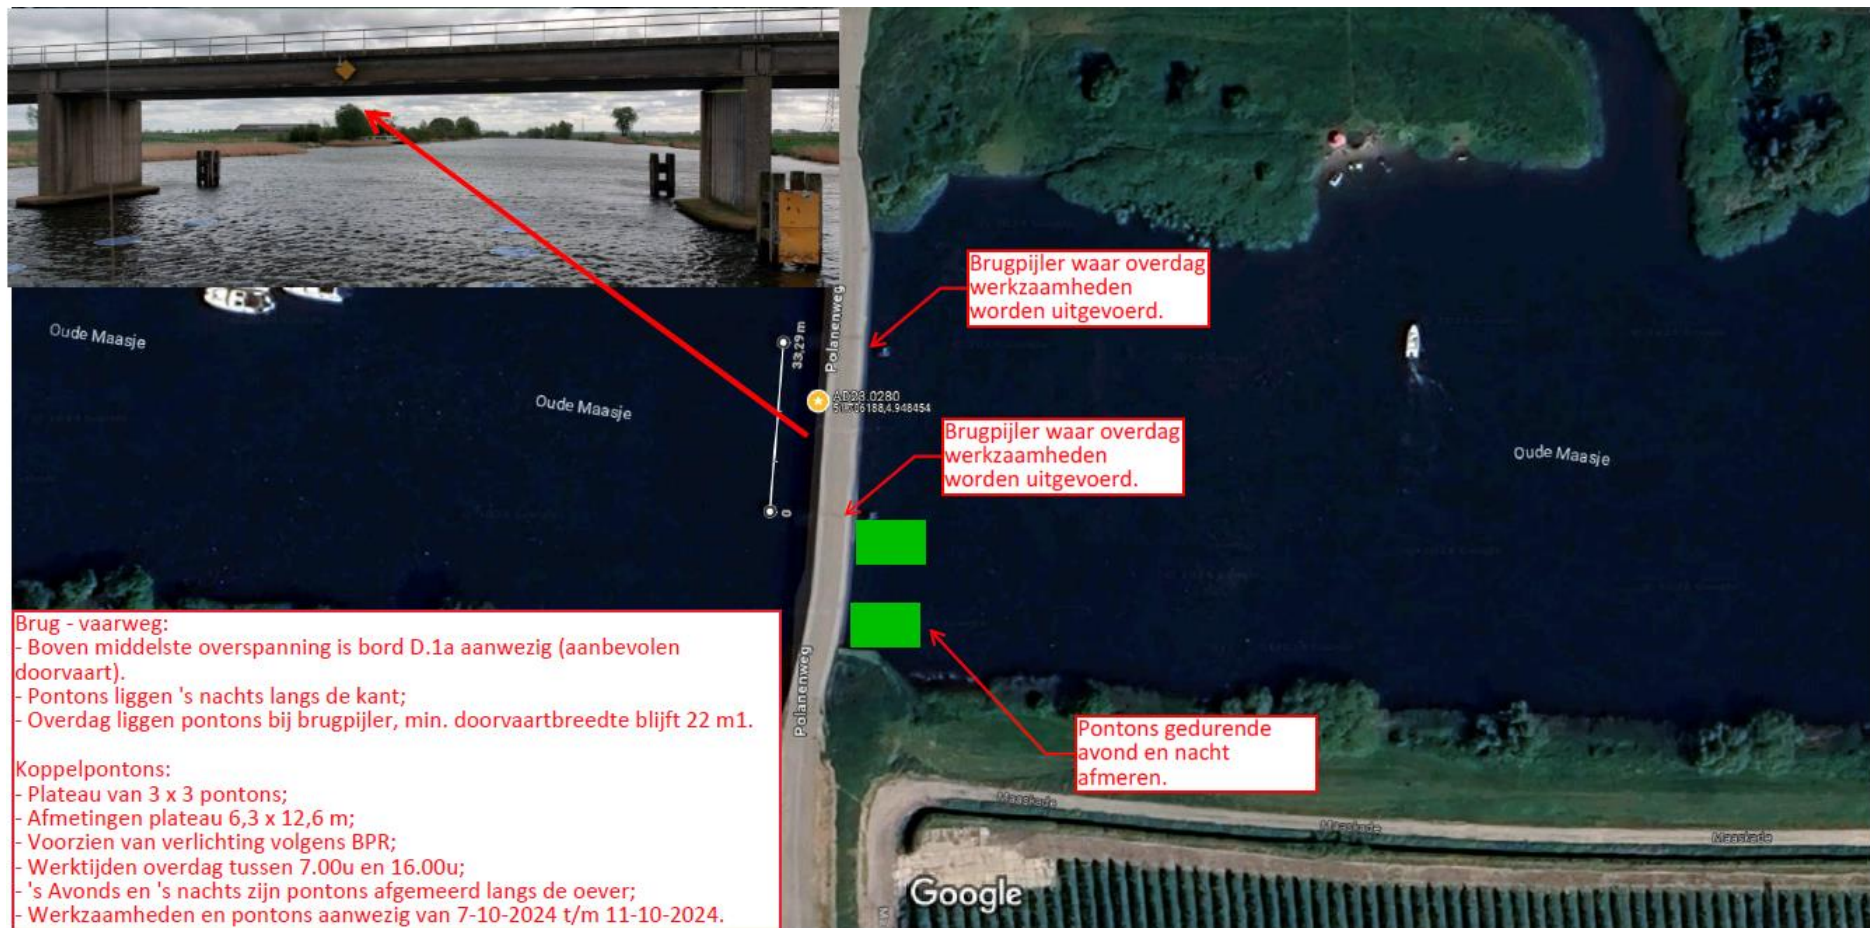 Oude Maasje
Oude Maasje
33,29 m
Polanenweg
0
AD23.0280
Brugpijler waar overdag
werkzaamheden
worden uitgevoerd.
Brugpijler waar overdag
werkzaamheden
worden uitgevoerd.
Oude Maasje
Polanenweg
Pontons gedurende
avond en nacht
afmeren.
Brug - vaarweg:
- Boven middelste overspanning is bord D.1a aanwezig (aanbevolen
doorvaart).
- Pontons liggen 's nachts langs de kant;
- Overdag liggen pontons bij brugpijler, min. doorvaartbreedte blijft 22 m1.
Koppelpontons:
- Plateau van 3 x 3 pontons;
- Afmetingen plateau 6,3 x 12,6 m;
- Voorzien van verlichting volgens BPR;
- Werktijden overdag tussen 7.00u en 16.00u;
- 's Avonds en 's nachts zijn pontons afgemeerd langs de oever;
- Werkzaamheden en pontons aanwezig van 7-10-2024 t/m 11-10-2024.
Maaskade
Maaskade
Maaskade
Google